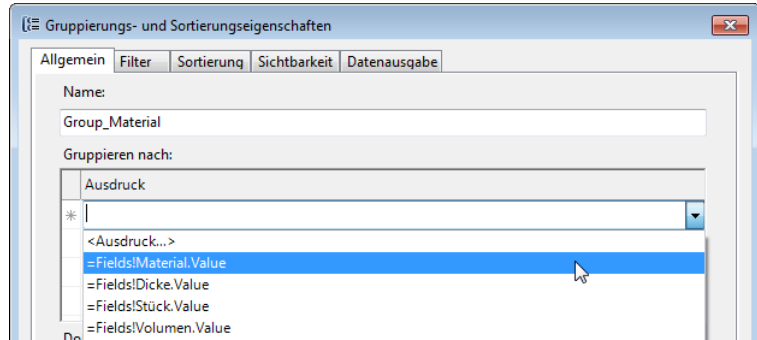 Gruppierungs- und Sortierungseigenschaften
Allgemein Filter Sortierung Sichtbarkeit Datenausgabe
Name:
Group_Material
Gruppieren nach:
Ausdruck
<Ausdruck...>
=Fields!Material.Value
=Fields!Dicke.Value
=Fields!Stück.Value
=Fields!Volumen.Value